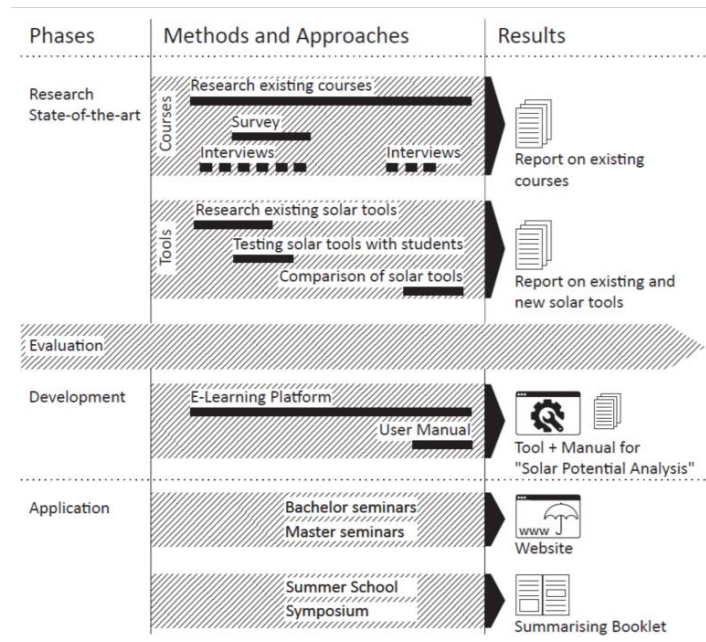 Phases
Methods and Approaches
Results
Research
State-of-the-art
Courses
Research existing courses
Survey
Interviews
Interviews
Report on existing
courses
Tools
Research existing solar tools
Testing solar tools with students
Comparison of solar tools
Report on existing and
new solar tools
Evaluation
Development
E-Learning Platform
User Manual
Tool + Manual for
"Solar Potential Analysis"
Application
Bachelor seminars
Master seminars
www
Website
Summer School
Symposium
Summarising Booklet